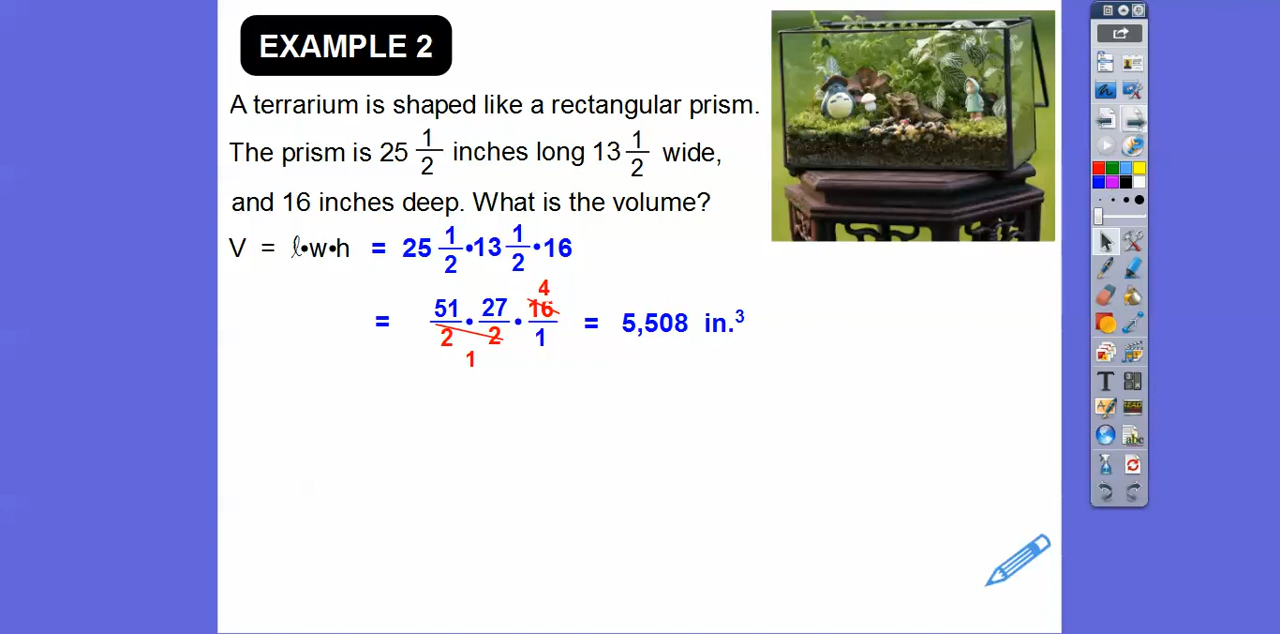 EXAMPLE 2
A terrarium is shaped like a rectangular prism.
The prism is 25 1/2 inches long 13 1/2 wide,
and 16 inches deep. What is the volume?
V = ℓ•w•h = 25 1/2 • 13 1/2 • 16
4
= 51/2 • 27/2 • 16/1 = 5,508 in.³
1